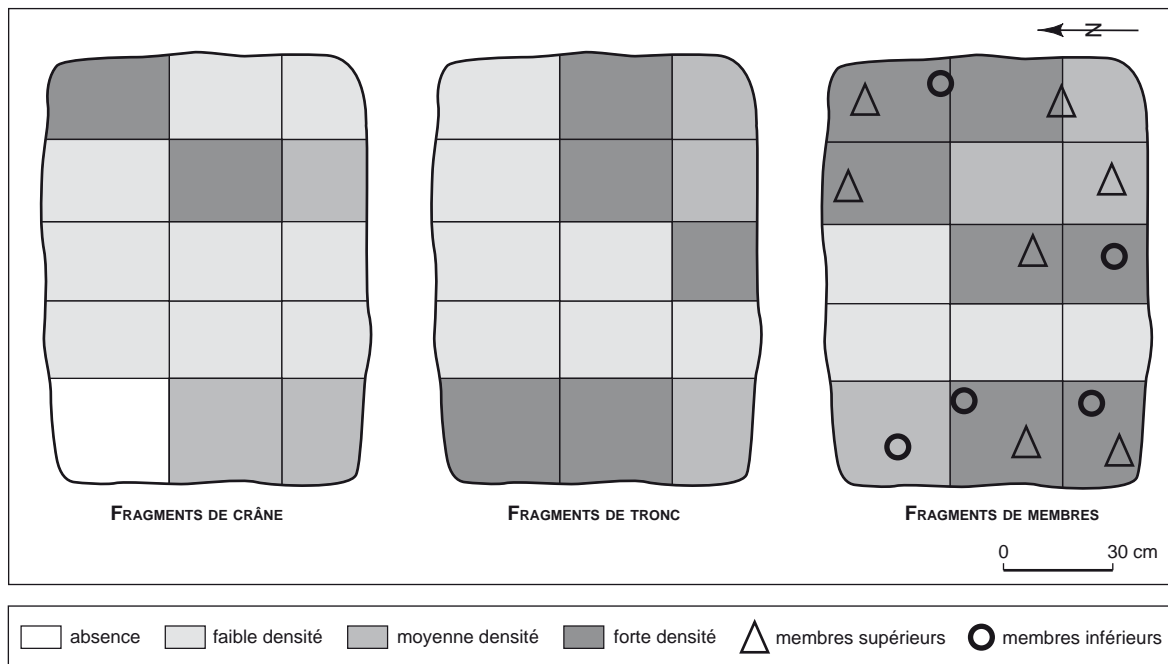 N
FRAGMENTS DE CRÂNE
FRAGMENTS DE TRONC
FRAGMENTS DE MEMBRES
0 30 cm
absence faible densité moyenne densité forte densité membres supérieurs membres inférieurs